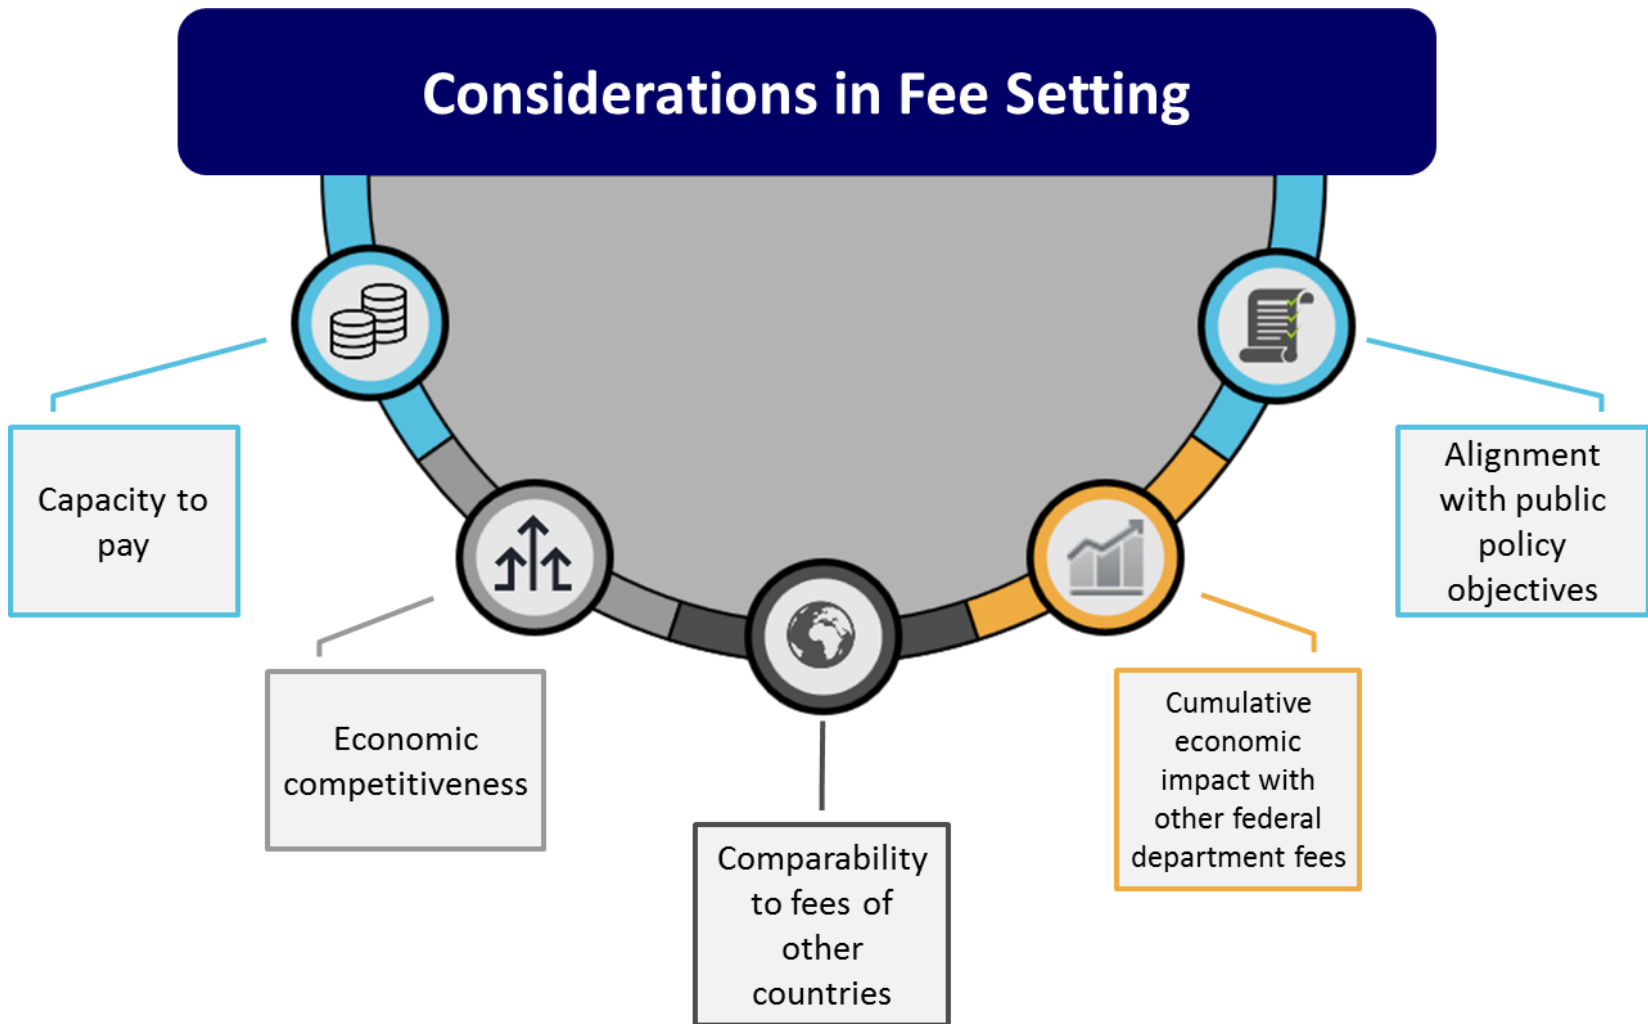 Considerations in Fee Setting
Capacity to
pay
Economic
competitiveness
Comparability
to fees of
other
countries
Cumulative
economic
impact with
other federal
department fees
Alignment
with public
policy
objectives